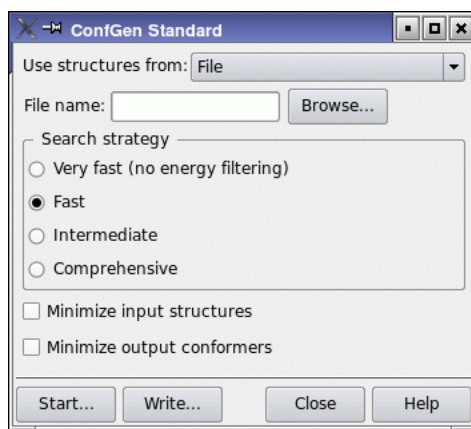 ConfGen Standard
Use structures from: File
File name: Browse...
Search strategy
Very fast (no energy filtering)
Fast
Intermediate
Comprehensive
Minimize input structures
Minimize output conformers
Start... Write... Close Help